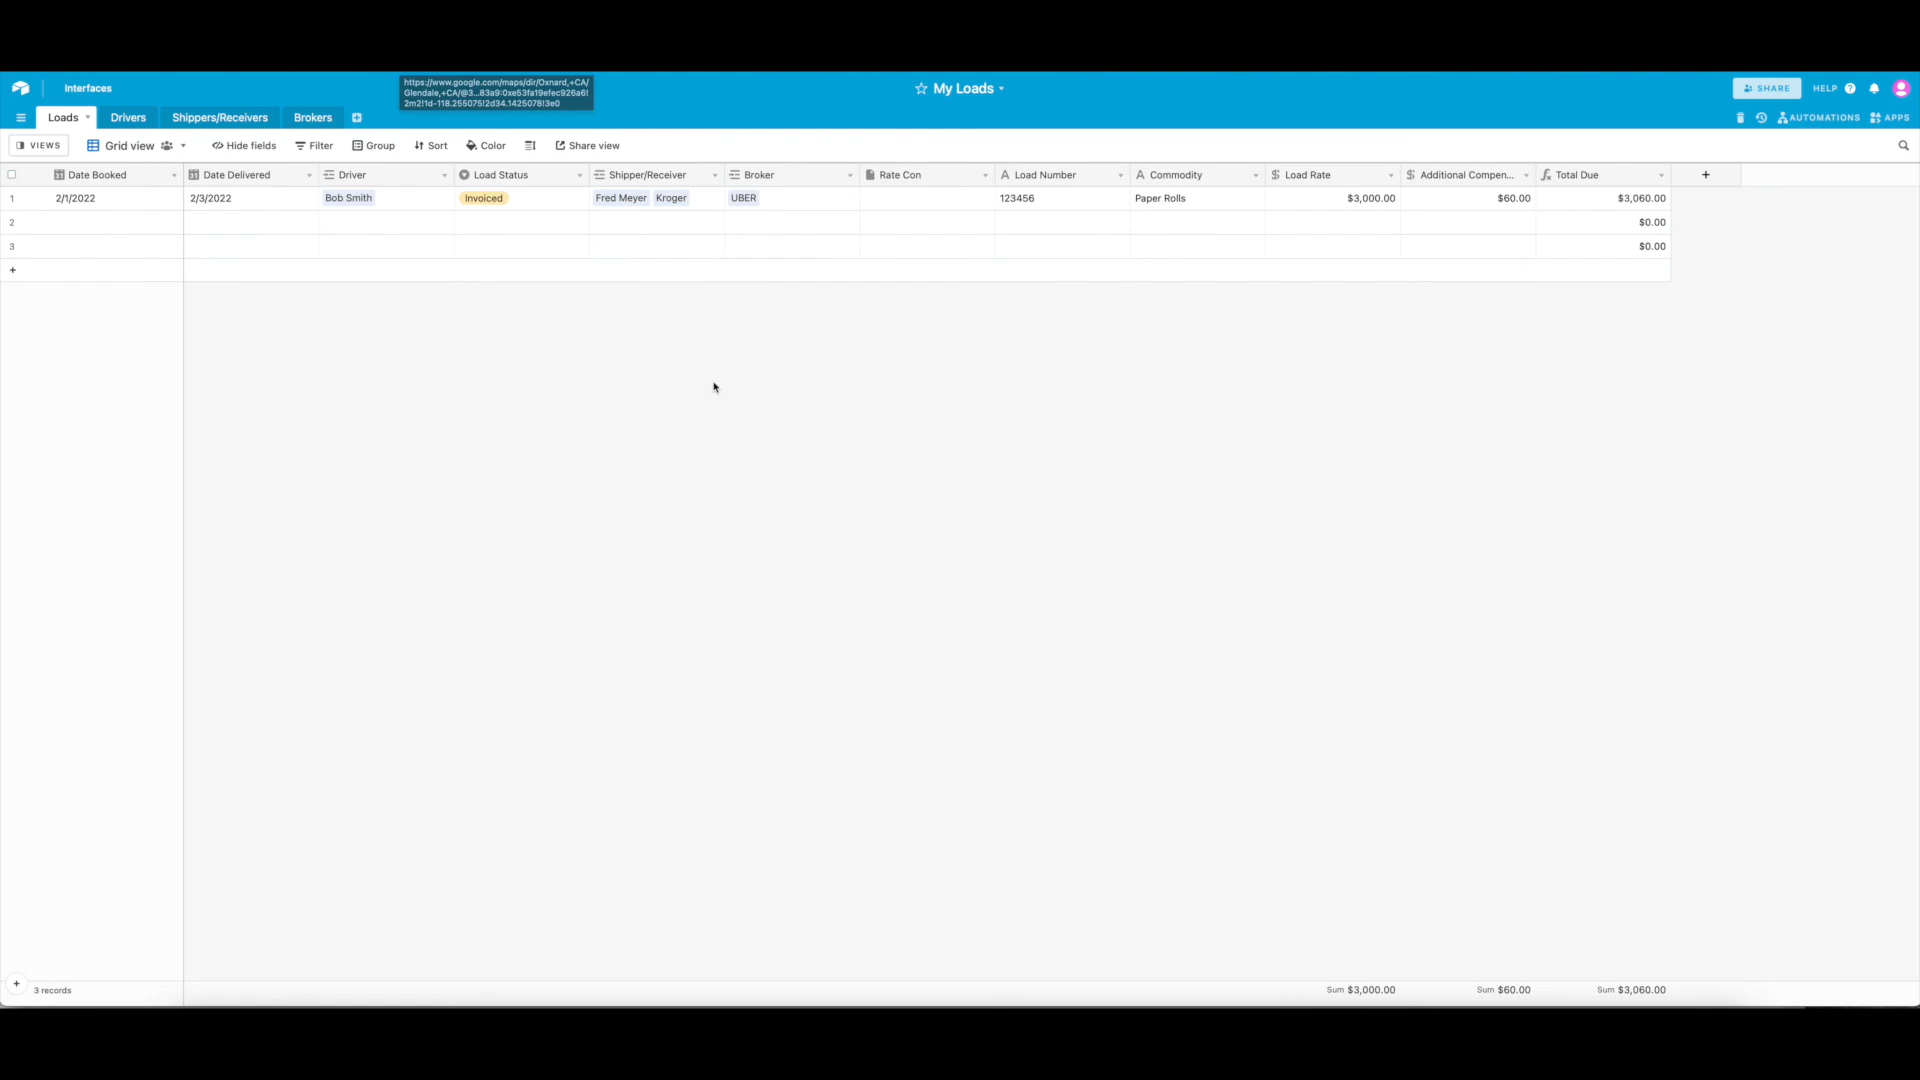 Interfaces
https://www.google.com/maps/dir/Oxnard,+CA/
Glendale,+CA/@3...83a9:0xe53fa19efec926a6!
2m2!1d-118.255075!2d34.1425078!3e0
My Loads
SHARE
HELP
Loads
Drivers
Shippers/Receivers
Brokers
AUTOMATIONS
APPS
VIEWS
Grid view
Hide fields
Filter
Group
Sort
Color
Share view
Date Booked
Date Delivered
Driver
Load Status
Shipper/Receiver
Broker
Rate Con
Load Number
Commodity
Load Rate
Additional Compen...
Total Due
+
1
2/1/2022
2/3/2022
Bob Smith
Invoiced
Fred Meyer
Kroger
UBER
123456
Paper Rolls
$3,000.00
$60.00
$3,060.00
2
$0.00
3
$0.00
+
+
3 records
Sum $3,000.00
Sum $60.00
Sum $3,060.00